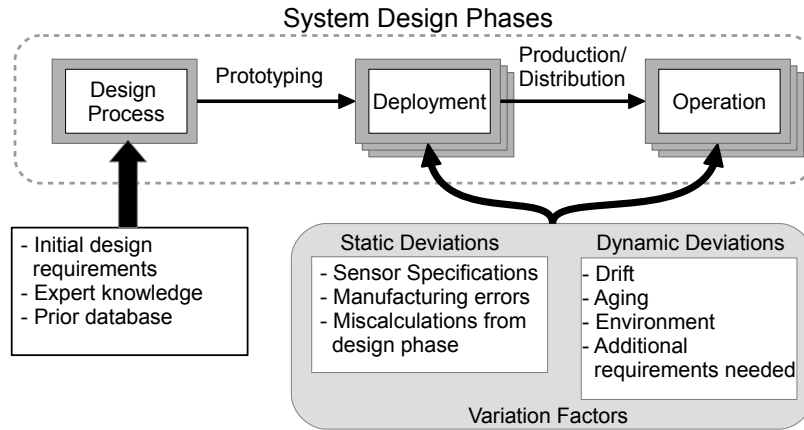 System Design Phases
Design
Process
Prototyping
Deployment
Production/
Distribution
Operation
- Initial design
requirements
- Expert knowledge
- Prior database
Static Deviations
- Sensor Specifications
- Manufacturing errors
- Miscalculations from
design phase
Dynamic Deviations
- Drift
- Aging
- Environment
- Additional
requirements needed
Variation Factors